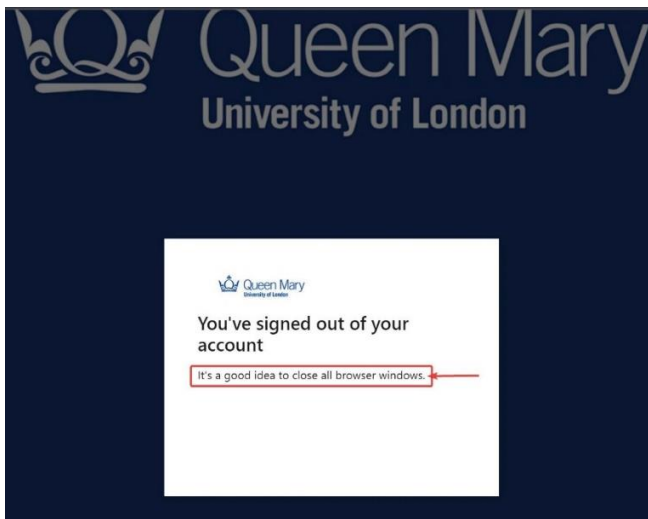 Queen Mary
University of London
Queen Mary
University of London
You've signed out of your
account
It's a good idea to close all browser windows.